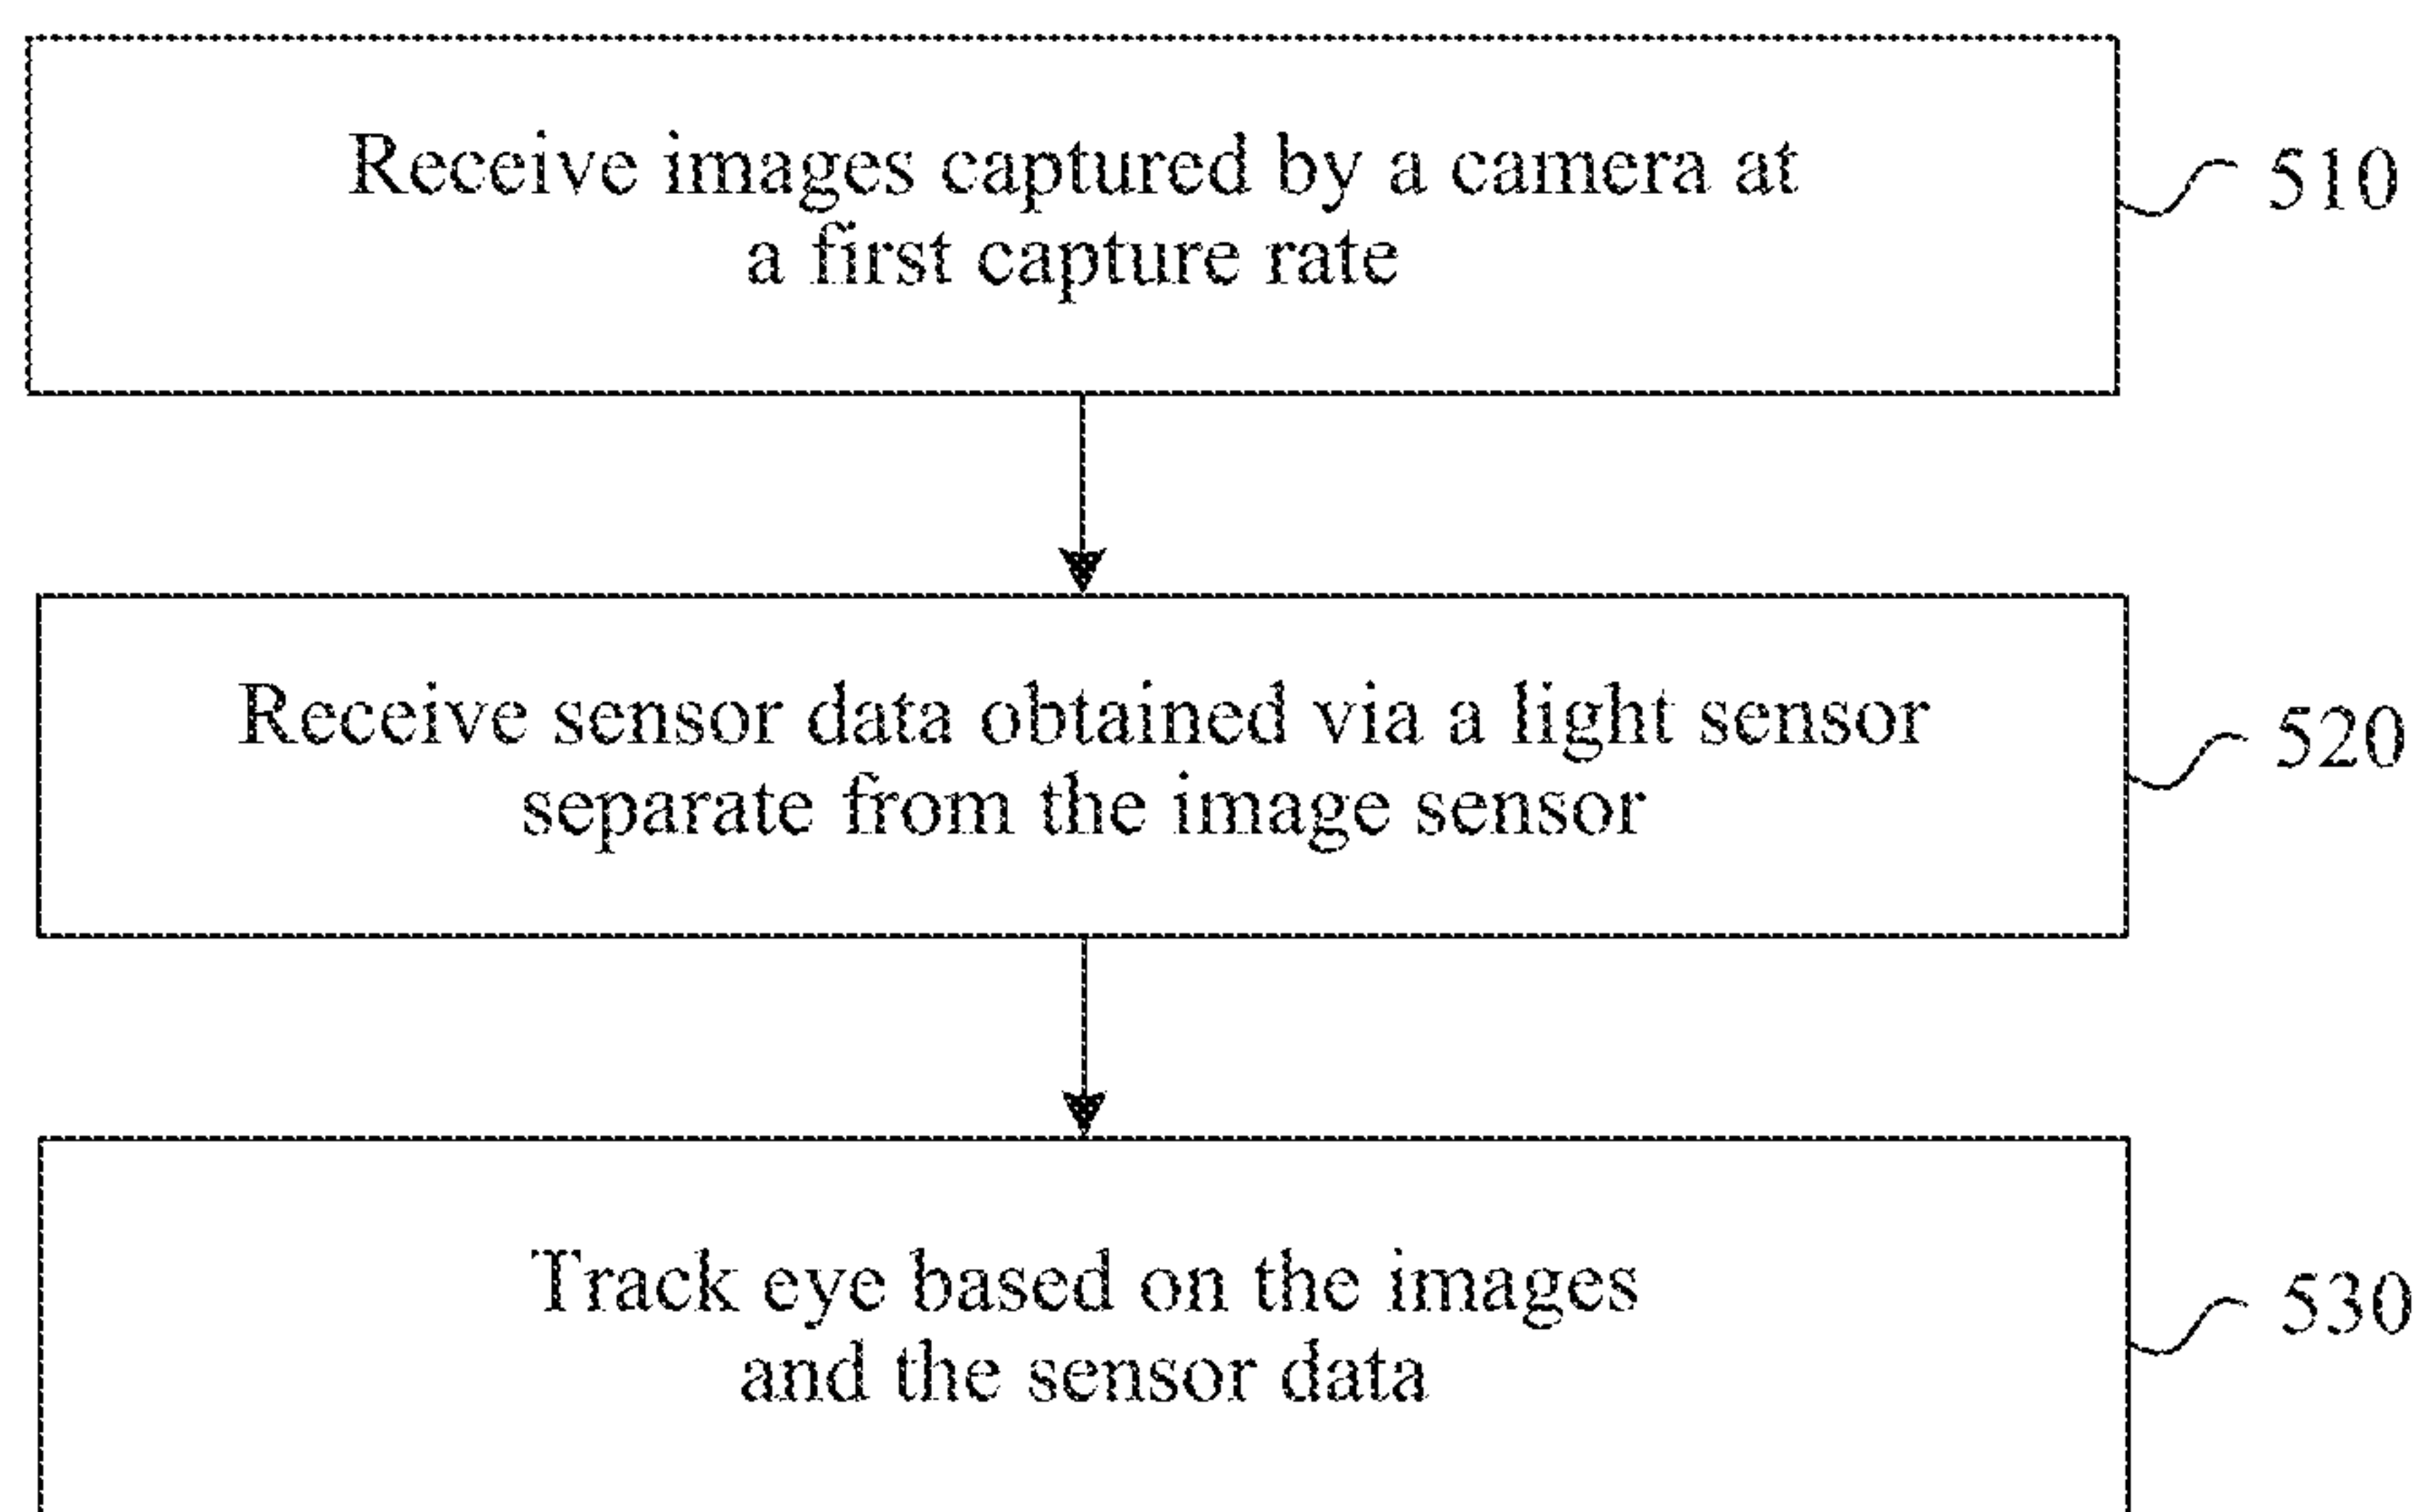 Receive images captured by a camera at
a first capture rate
510
Receive sensor data obtained via a light sensor
separate from the image sensor
520
Track eye based on the images
and the sensor data
530